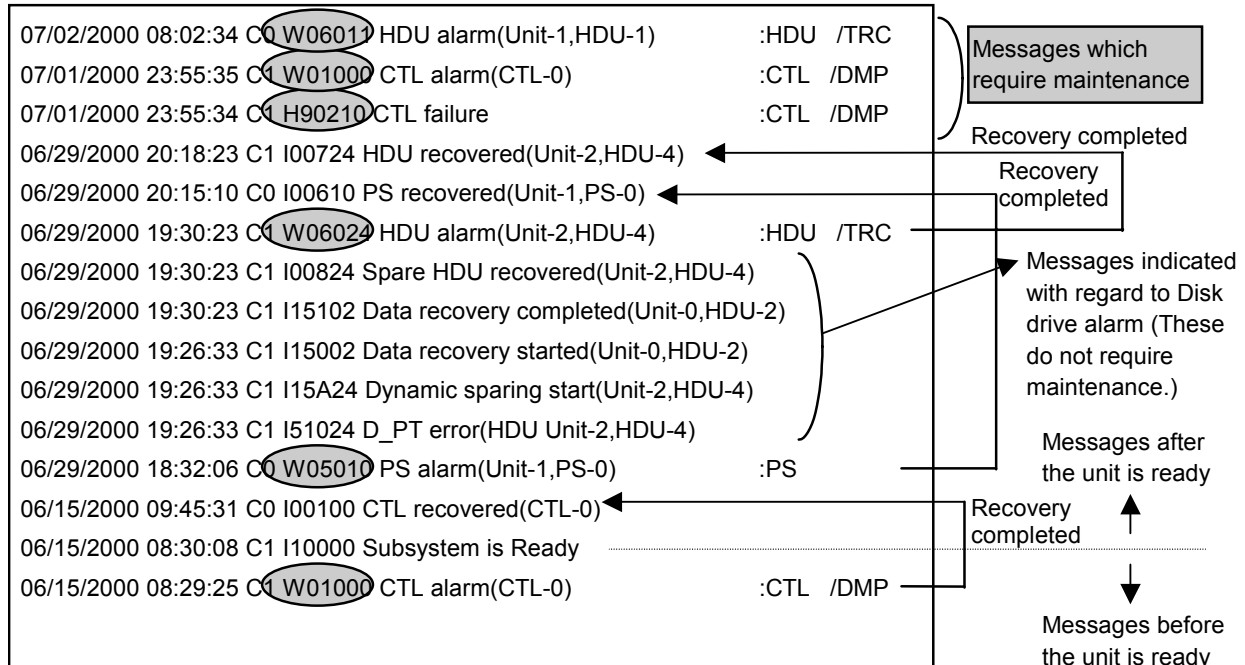 07/02/2000 08:02:34 C0 W06011 HDU alarm(Unit-1,HDU-1) :HDU /TRC
07/01/2000 23:55:35 C1 W01000 CTL alarm(CTL-0) :CTL /DMP
07/01/2000 23:55:34 C1 H90210 CTL failure :CTL /DMP
06/29/2000 20:18:23 C1 I00724 HDU recovered(Unit-2,HDU-4)
06/29/2000 20:15:10 C0 I00610 PS recovered(Unit-1,PS-0)
06/29/2000 19:30:23 C1 W06024 HDU alarm(Unit-2,HDU-4) :HDU /TRC
06/29/2000 19:30:23 C1 I00824 Spare HDU recovered(Unit-2,HDU-4)
06/29/2000 19:30:23 C1 I15102 Data recovery completed(Unit-0,HDU-2)
06/29/2000 19:26:33 C1 I15002 Data recovery started(Unit-0,HDU-2)
06/29/2000 19:26:33 C1 I15A24 Dynamic sparing start(Unit-2,HDU-4)
06/29/2000 19:26:33 C1 I51024 D_PT error(HDU Unit-2,HDU-4)
06/29/2000 18:32:06 C0 W05010 PS alarm(Unit-1,PS-0) :PS
06/15/2000 09:45:31 C0 I00100 CTL recovered(CTL-0)
06/15/2000 08:30:08 C1 I10000 Subsystem is Ready
06/15/2000 08:29:25 C1 W01000 CTL alarm(CTL-0) :CTL /DMP
Messages which
require maintenance
Recovery completed
Recovery
completed
Messages indicated
with regard to Disk
drive alarm (These
do not require
maintenance.)
Messages after
the unit is ready
Recovery
completed
Messages before
the unit is ready